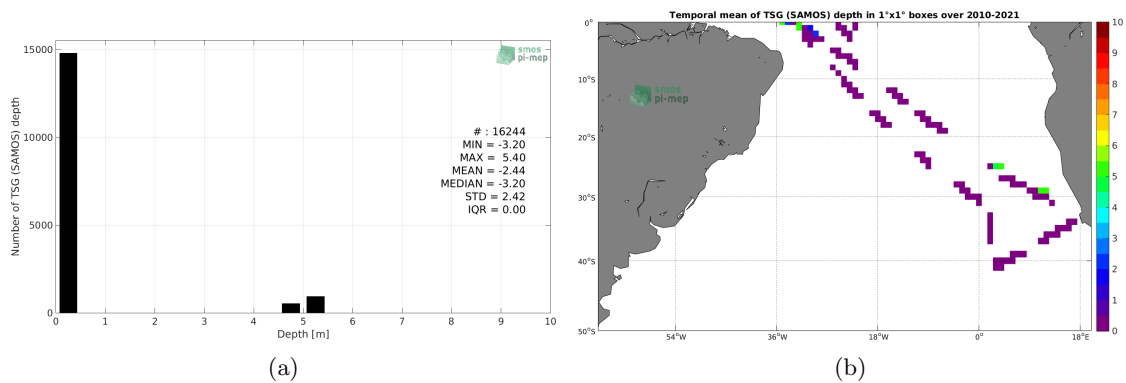 15000
10000
5000
0
Number of TSG (SAMOS) depth
smos
pi-mep
# : 16244
MIN = -3.20
MAX = 5.40
MEAN = -2.44
MEDIAN = -3.20
STD = 2.42
IQR = 0.00
0 1 2 3 4 5 6 7 8 9 10
Depth [m]
(a)
Temporal mean of TSG (SAMOS) depth in 1°x1° boxes over 2010-2021
0°
10°S
20°S
30°S
40°S
50°S
smos
pi-mep
54°W 36°W 18°W 0° 18°E
10
9
8
7
6
5
4
3
2
1
0
(b)